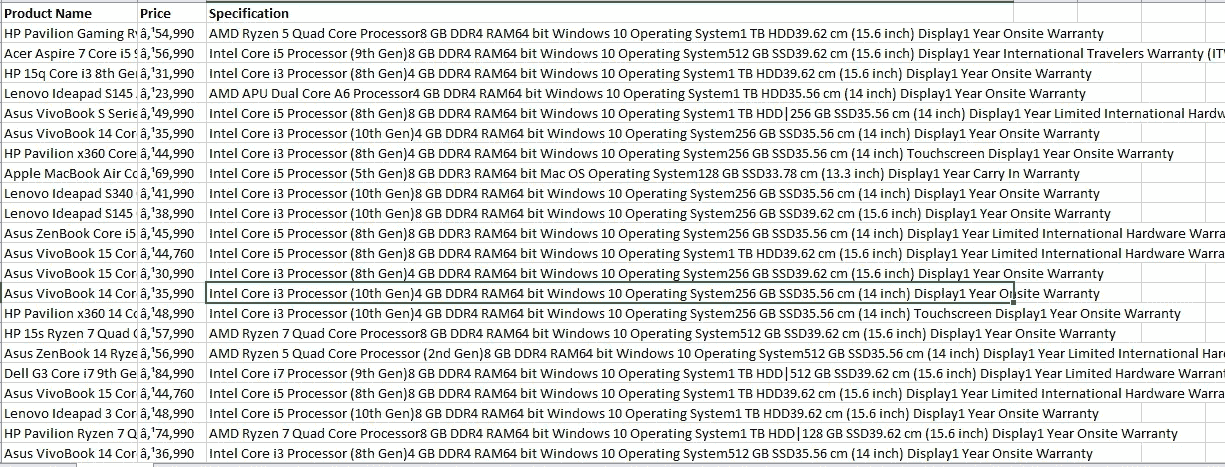 Product Name Price Specification
HP Pavilion Gaming R â‚¹54,990 AMD Ryzen 5 Quad Core Processor8 GB DDR4 RAM64 bit Windows 10 Operating System1 TB HDD39.62 cm (15.6 inch) Display1 Year Onsite Warranty
Acer Aspire 7 Core i5 â‚¹56,990 Intel Core i5 Processor (9th Gen)8 GB DDR4 RAM64 bit Windows 10 Operating System512 GB SSD39.62 cm (15.6 inch) Display1 Year International Travelers Warranty (IT
HP 15q Core i3 8th Ge â‚¹31,990 Intel Core i3 Processor (8th Gen)4 GB DDR4 RAM64 bit Windows 10 Operating System1 TB HDD39.62 cm (15.6 inch) Display1 Year Onsite Warranty
Lenovo Ideapad S145 â‚¹23,990 AMD APU Dual Core A6 Processor4 GB DDR4 RAM64 bit Windows 10 Operating System1 TB HDD35.56 cm (14 inch) Display1 Year Onsite Warranty
Asus VivoBook S Serie â‚¹49,990 Intel Core i5 Processor (8th Gen)8 GB DDR4 RAM64 bit Windows 10 Operating System1 TB HDD|256 GB SSD35.56 cm (14 inch) Display1 Year Limited International Hardw
Asus VivoBook 14 Cor â‚¹35,990 Intel Core i3 Processor (10th Gen)4 GB DDR4 RAM64 bit Windows 10 Operating System256 GB SSD35.56 cm (14 inch) Display1 Year Onsite Warranty
HP Pavilion x360 Core â‚¹44,990 Intel Core i3 Processor (8th Gen)4 GB DDR4 RAM64 bit Windows 10 Operating System256 GB SSD35.56 cm (14 inch) Touchscreen Display1 Year Onsite Warranty
Apple MacBook Air Co â‚¹69,990 Intel Core i5 Processor (5th Gen)8 GB DDR3 RAM64 bit Mac OS Operating System128 GB SSD33.78 cm (13.3 inch) Display1 Year Carry In Warranty
Lenovo Ideapad S340 â‚¹41,990 Intel Core i3 Processor (10th Gen)8 GB DDR4 RAM64 bit Windows 10 Operating System256 GB SSD35.56 cm (14 inch) Display1 Year Onsite Warranty
Lenovo Ideapad S145 â‚¹38,990 Intel Core i3 Processor (10th Gen)8 GB DDR4 RAM64 bit Windows 10 Operating System256 GB SSD39.62 cm (15.6 inch) Display1 Year Onsite Warranty
Asus ZenBook Core i5 â‚¹45,990 Intel Core i5 Processor (8th Gen)8 GB DDR3 RAM64 bit Windows 10 Operating System256 GB SSD35.56 cm (14 inch) Display1 Year Limited International Hardware Warra
Asus VivoBook 15 Cor â‚¹44,760 Intel Core i5 Processor (8th Gen)8 GB DDR4 RAM64 bit Windows 10 Operating System1 TB HDD39.62 cm (15.6 inch) Display1 Year Limited International Hardware Warra
Asus VivoBook 15 Cor â‚¹30,990 Intel Core i3 Processor (8th Gen)4 GB DDR4 RAM64 bit Windows 10 Operating System256 GB SSD39.62 cm (15.6 inch) Display1 Year Onsite Warranty
Asus VivoBook 14 Cor â‚¹35,990 Intel Core i3 Processor (10th Gen)4 GB DDR4 RAM64 bit Windows 10 Operating System256 GB SSD35.56 cm (14 inch) Display1 Year Onsite Warranty
HP Pavilion x360 14 Co â‚¹48,990 Intel Core i3 Processor (10th Gen)4 GB DDR4 RAM64 bit Windows 10 Operating System256 GB SSD35.56 cm (14 inch) Touchscreen Display1 Year Onsite Warranty
HP 15s Ryzen 7 Quad C â‚¹57,990 AMD Ryzen 7 Quad Core Processor8 GB DDR4 RAM64 bit Windows 10 Operating System512 GB SSD39.62 cm (15.6 inch) Display1 Year Onsite Warranty
Asus ZenBook 14 Ryze â‚¹56,990 AMD Ryzen 5 Quad Core Processor (2nd Gen)8 GB DDR4 RAM64 bit Windows 10 Operating System512 GB SSD35.56 cm (14 inch) Display1 Year Limited International Har
Dell G3 Core i7 9th Ge â‚¹84,990 Intel Core i7 Processor (9th Gen)8 GB DDR4 RAM64 bit Windows 10 Operating System1 TB HDD|512 GB SSD39.62 cm (15.6 inch) Display1 Year Limited Hardware Warrant
Asus VivoBook 15 Cor â‚¹44,760 Intel Core i5 Processor (8th Gen)8 GB DDR4 RAM64 bit Windows 10 Operating System1 TB HDD39.62 cm (15.6 inch) Display1 Year Limited International Hardware Warra
Lenovo Ideapad 3 Cor â‚¹48,990 Intel Core i5 Processor (10th Gen)8 GB DDR4 RAM64 bit Windows 10 Operating System1 TB HDD39.62 cm (15.6 inch) Display1 Year Onsite Warranty
HP Pavilion Ryzen 7 Q â‚¹74,990 AMD Ryzen 7 Quad Core Processor8 GB DDR4 RAM64 bit Windows 10 Operating System1 TB HDD|128 GB SSD39.62 cm (15.6 inch) Display1 Year Onsite Warranty
Asus VivoBook 14 Cor â‚¹36,990 Intel Core i3 Processor (8th Gen)4 GB DDR4 RAM64 bit Windows 10 Operating System512 GB SSD35.56 cm (14 inch) Display1 Year Onsite Warranty